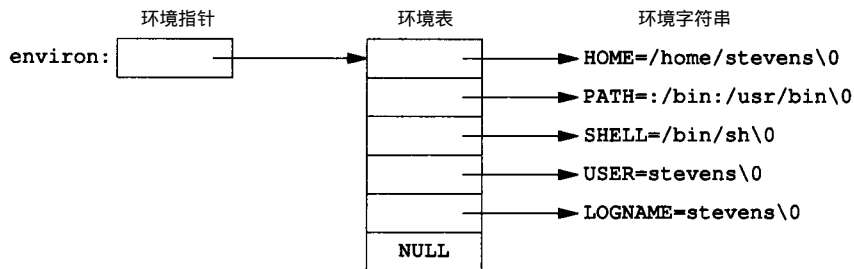 环境指针 环境表 环境字符串
environ: HOME=/home/stevens\0
PATH=:/bin:/usr/bin\0
SHELL=/bin/sh\0
USER=stevens\0
LOGNAME=stevens\0
NULL